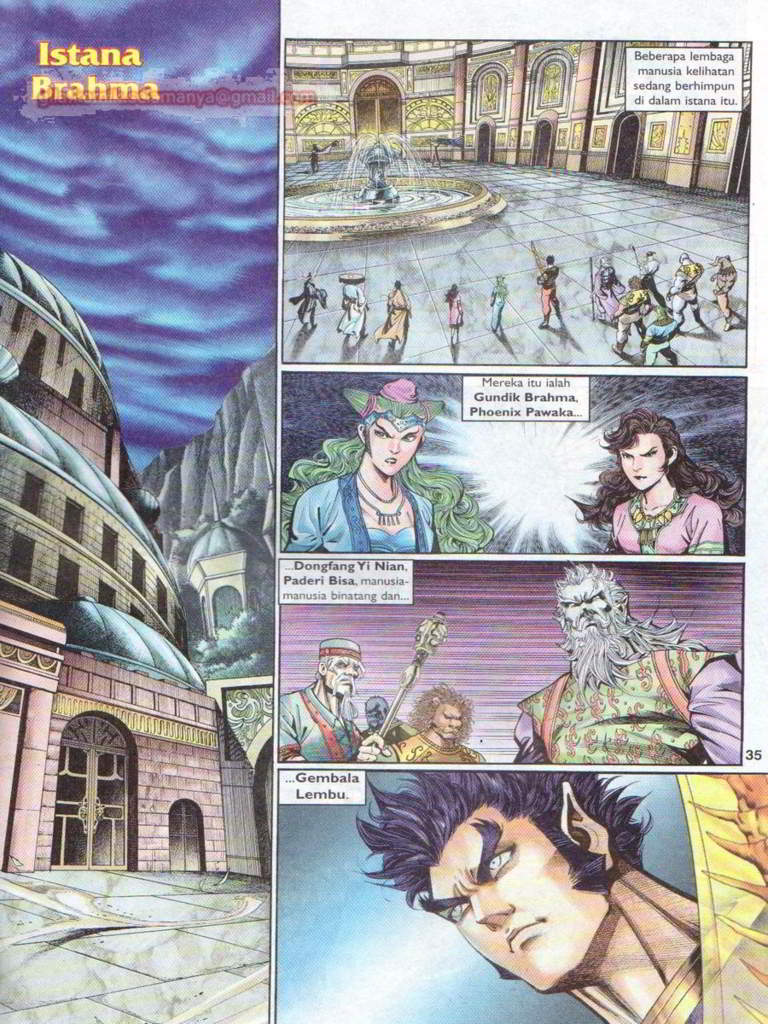 Istana
Brahma
Beberapa lembaga
manusia kelihatan
sedang berhimpun
di dalam istana itu.
Mereka itu ialah
Gundik Brahma,
Phoenix Pawaka...
...Dongfang Yi Nian,
Paderi Bisa, manusia-
manusia binatang dan...
35
...Gembala
Lembu.